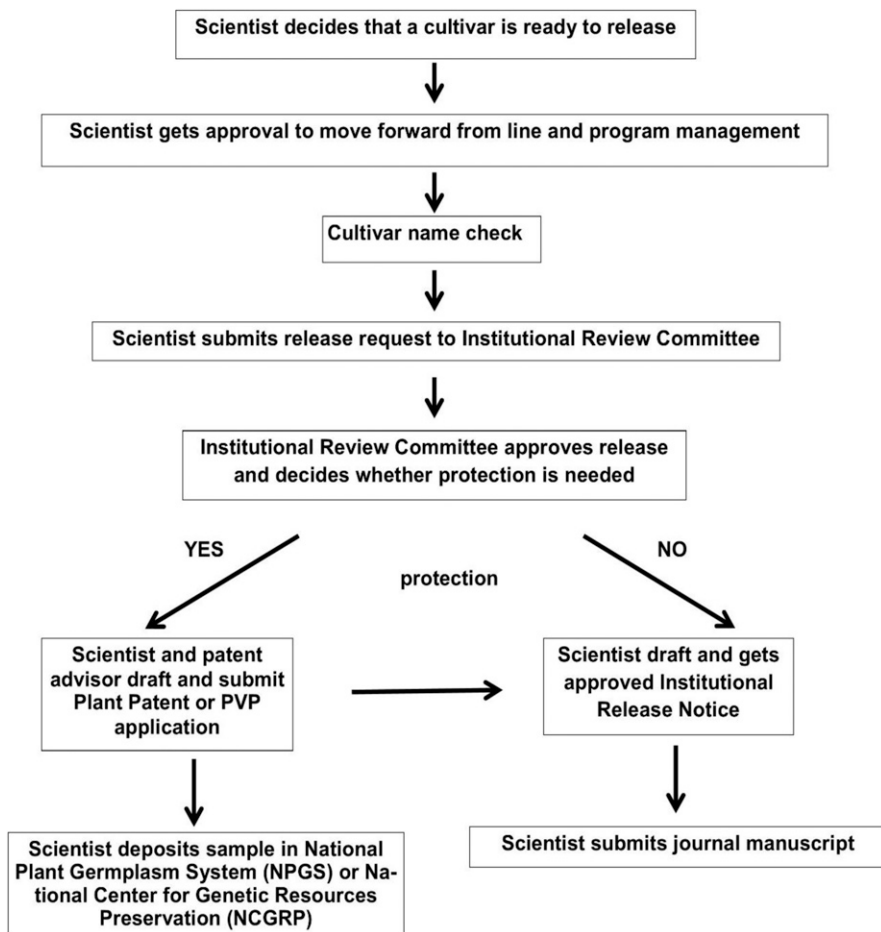 Scientist decides that a cultivar is ready to release
Scientist gets approval to move forward from line and program management
Cultivar name check
Scientist submits release request to Institutional Review Committee
Institutional Review Committee approves release
and decides whether protection is needed
YES
NO
protection
Scientist and patent
advisor draft and submit
Plant Patent or PVP
application
Scientist draft and gets
approved Institutional
Release Notice
Scientist deposits sample in National
Plant Germplasm System (NPGS) or Na-
tional Center for Genetic Resources
Preservation (NCGRP)
Scientist submits journal manuscript